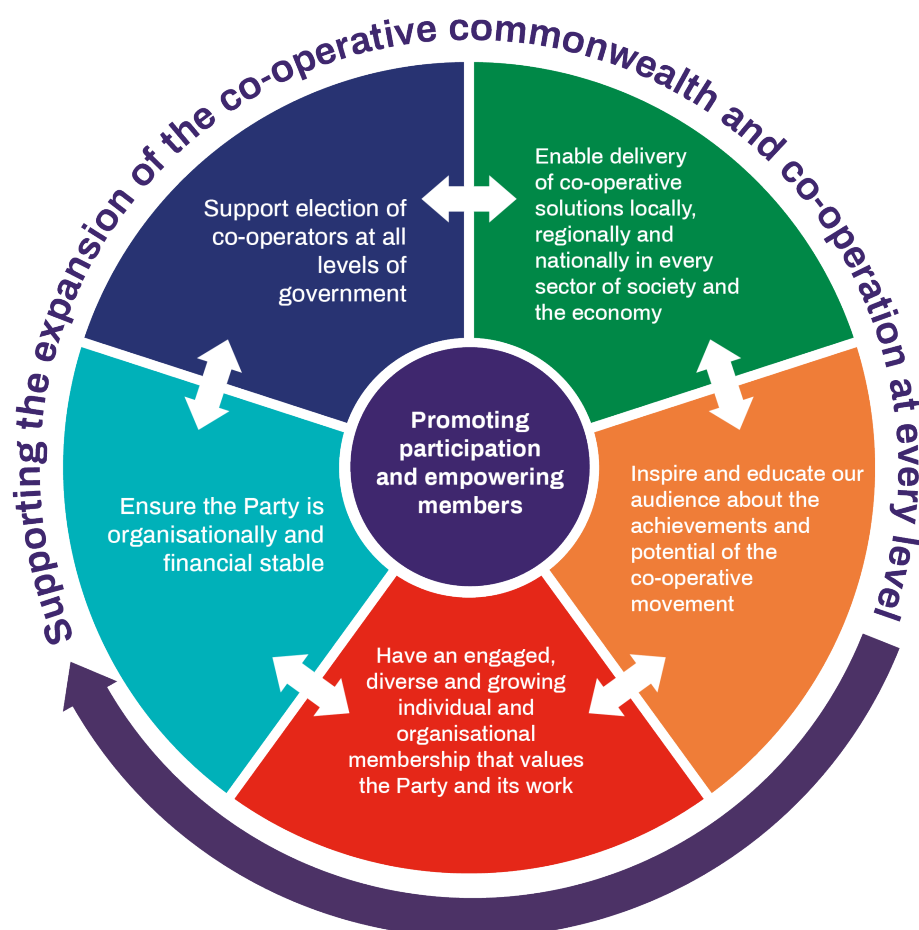 Supporting the expansion of the co-operative commonwealth and co-operation at every level
Support election of
co-operators at all
levels of
government
Enable delivery
of co-operative
solutions locally,
regionally and
nationally in every
sector of society and
the economy
Promoting
participation
and empowering
members
Ensure the Party is
organisationally and
financial stable
Inspire and educate our
audience about the
achievements and
potential of the
co-operative
movement
Have an engaged,
diverse and growing
individual and
organisational
membership that values
the Party and its work